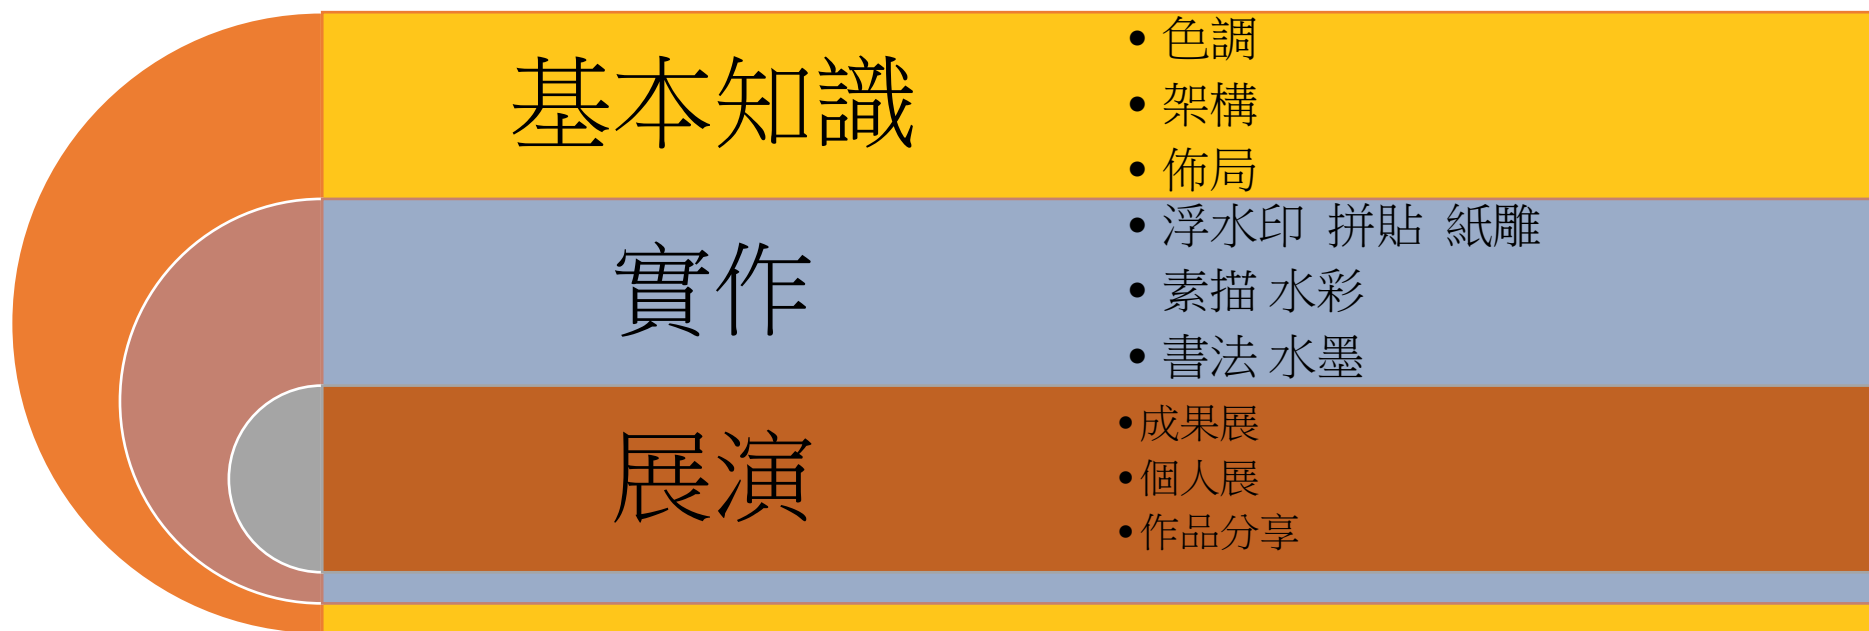 基本知識
• 色調
• 架構
• 佈局
實作
• 浮水印 拼貼 紙雕
• 素描 水彩
• 書法 水墨
展演
• 成果展
• 個人展
• 作品分享